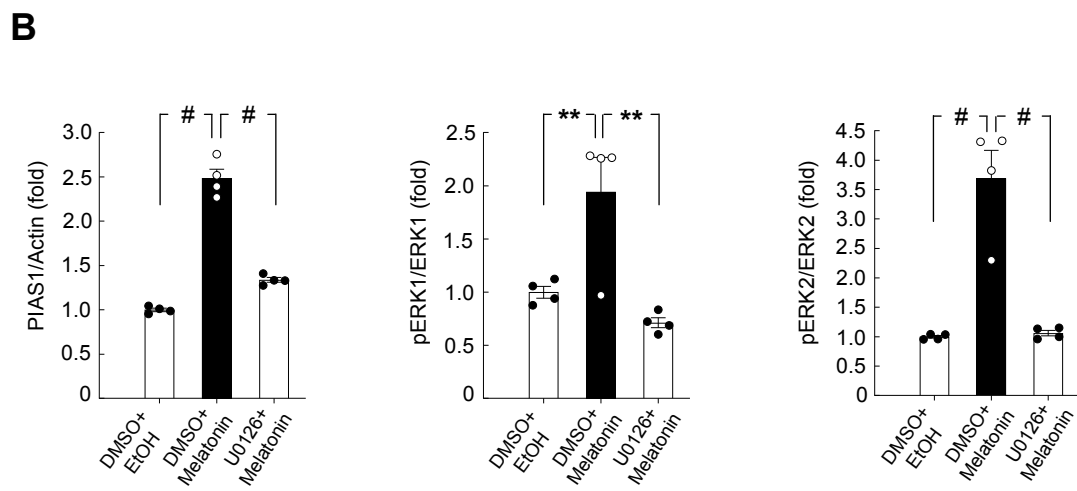 B
# #
PIAS1/Actin (fold)
3.0
2.5
2.0
1.5
1.0
0.5
0
DMSO+
EtOH
DMSO+
Melatonin
U0126+
Melatonin
** **
pERK1/ERK1 (fold)
2.5
2.0
1.5
1.0
0.5
0
DMSO+
EtOH
DMSO+
Melatonin
U0126+
Melatonin
# #
pERK2/ERK2 (fold)
4.5
4.0
3.5
3.0
2.5
2.0
1.5
1.0
0.5
0
DMSO+
EtOH
DMSO+
Melatonin
U0126+
Melatonin